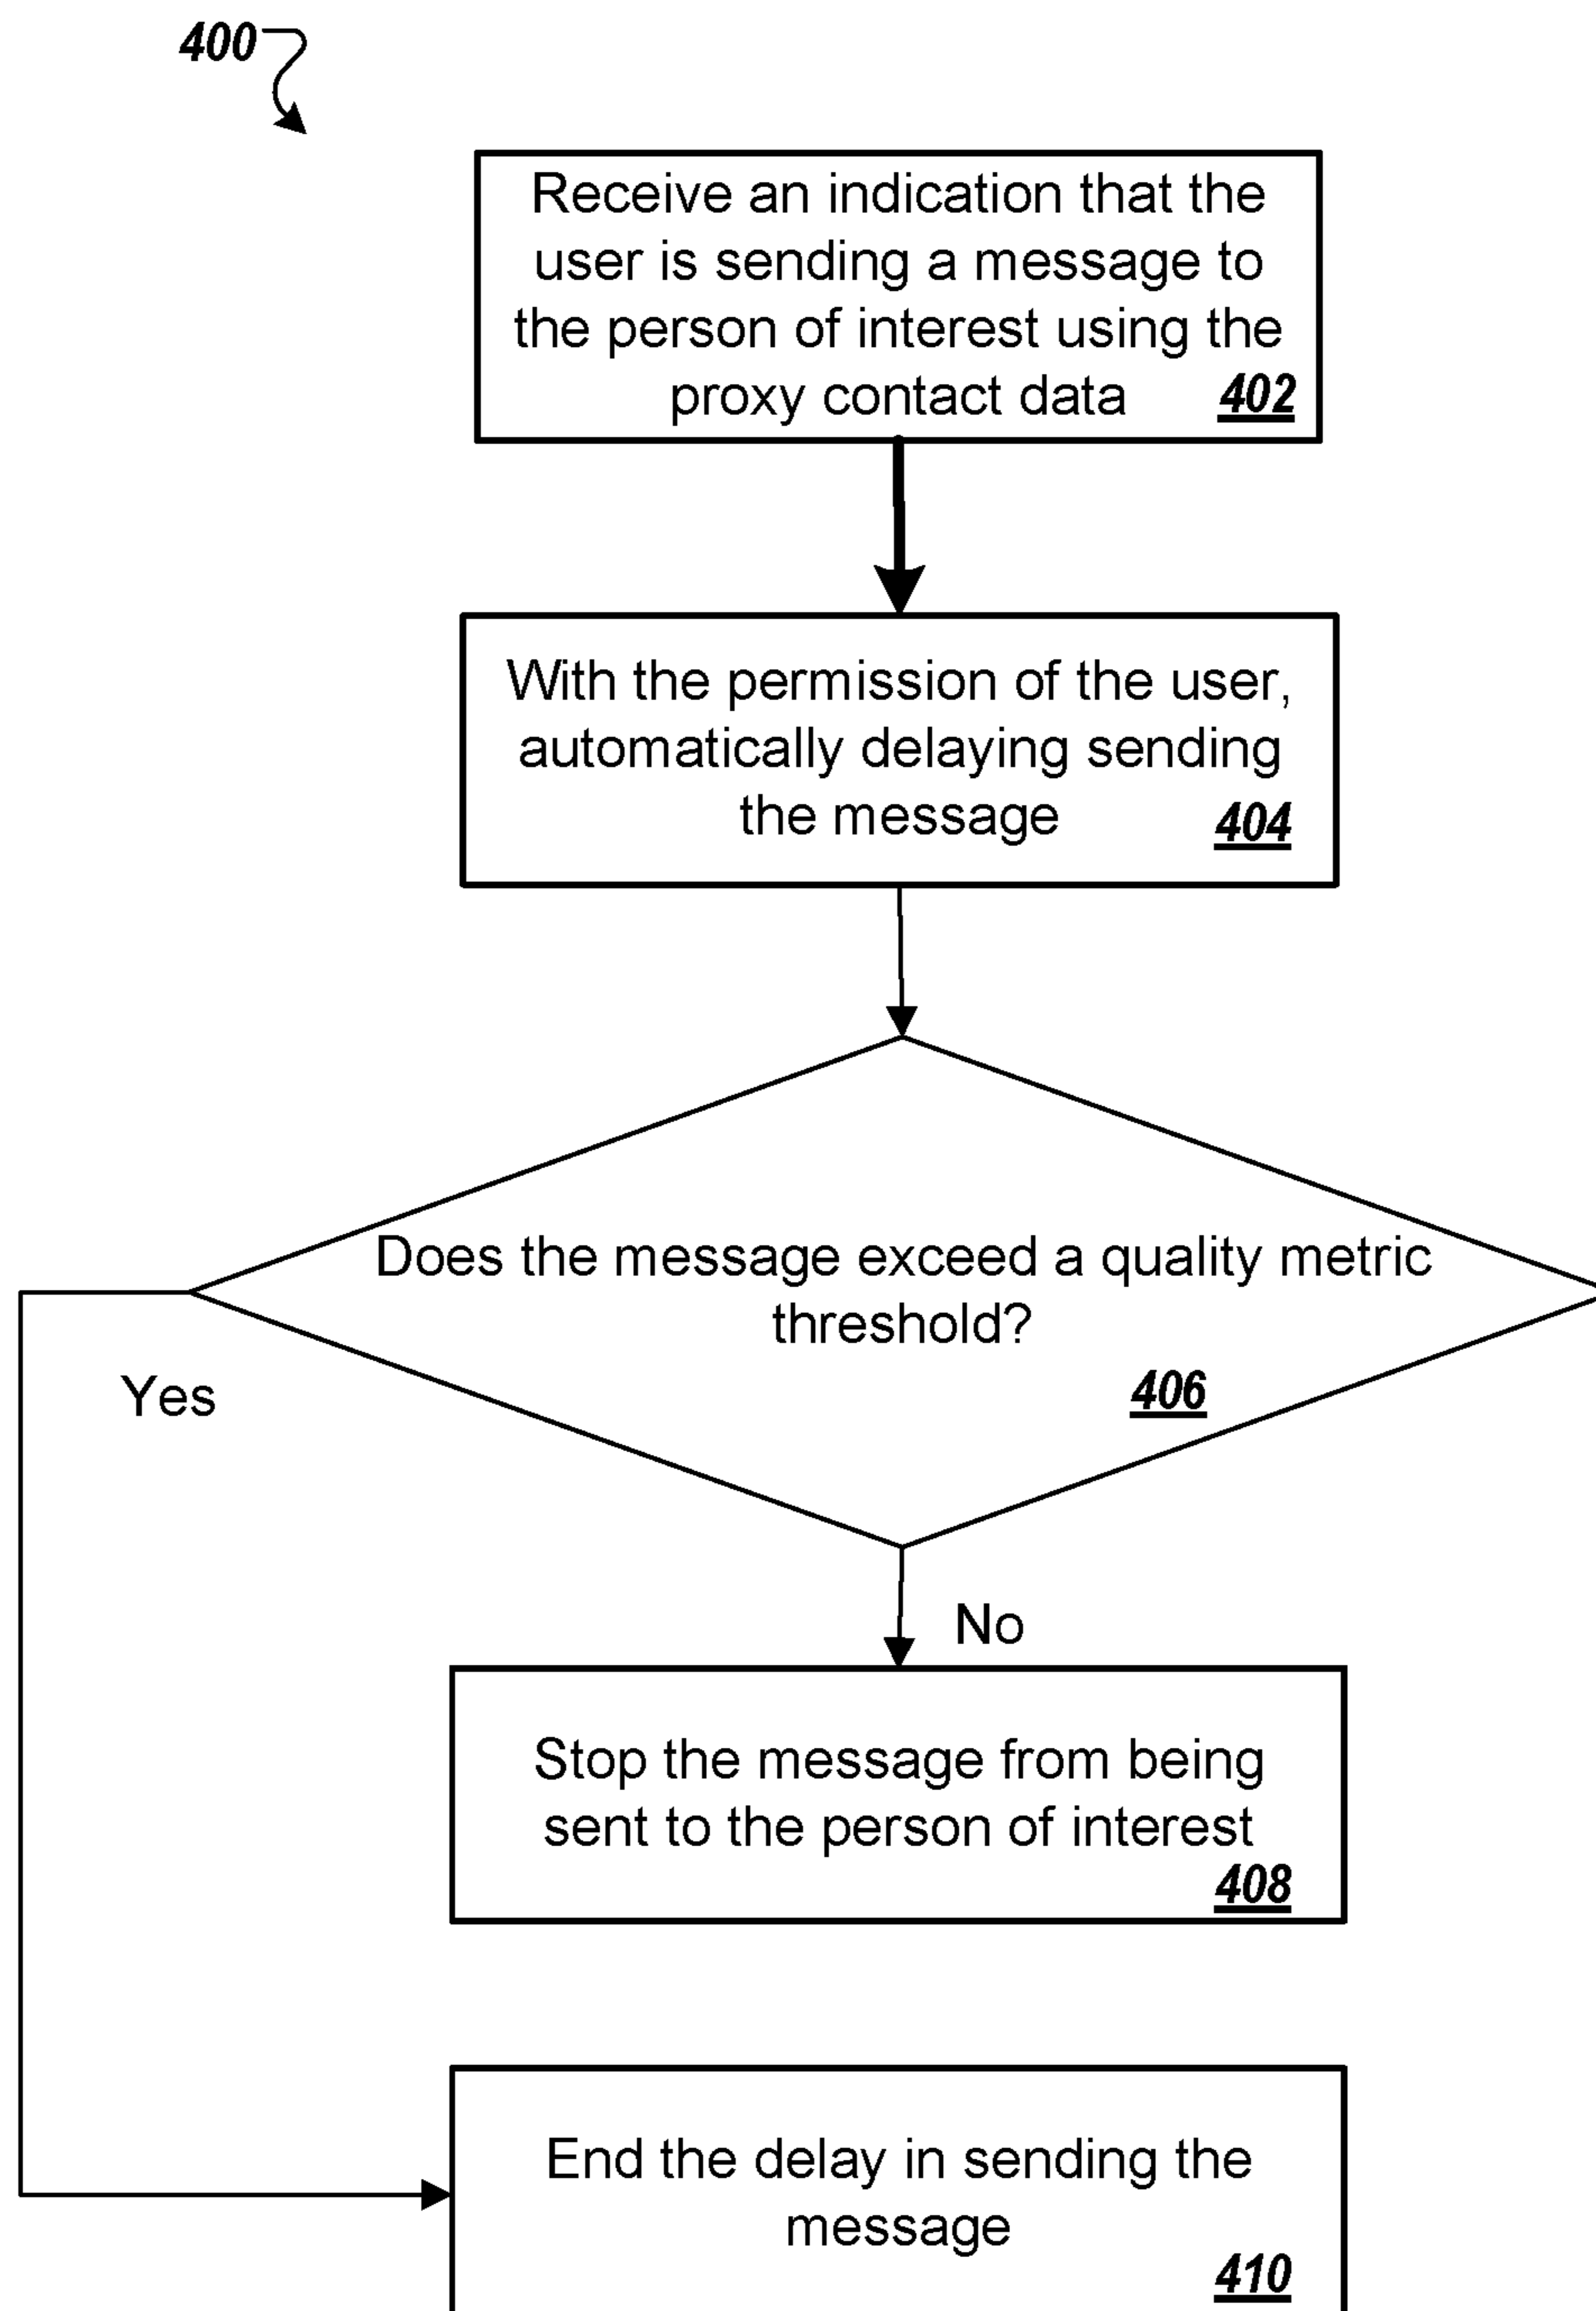 400
Receive an indication that the
user is sending a message to
the person of interest using the
proxy contact data 402
With the permission of the user,
automatically delaying sending
the message 404
Does the message exceed a quality metric
threshold?
406
Yes
No
Stop the message from being
sent to the person of interest
408
End the delay in sending the
message
410